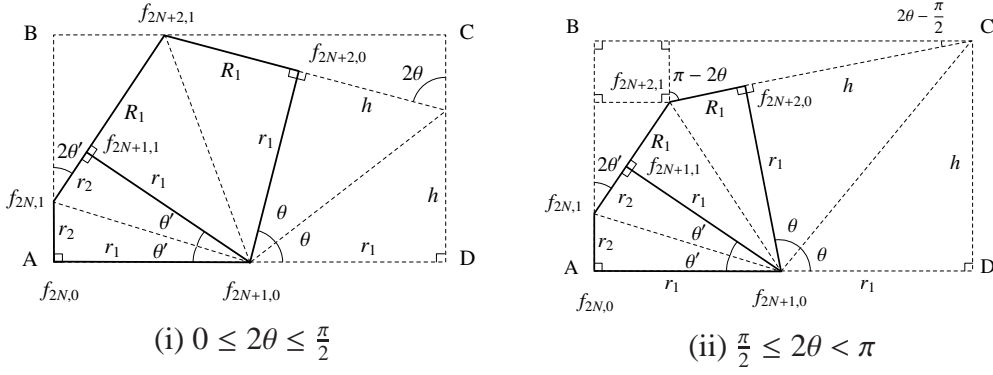 f_{2N+2,1}
B
C
f_{2N+2,0}
R_1
2θ
h
R_1
2θ′
f_{2N+1,1}
r_1
r_2
r_1
h
f_{2N,1}
θ′
θ
r_2
r_1
θ′
θ
r_1
A
D
f_{2N,0}
f_{2N+1,0}
(i) 0 ≤ 2θ ≤ π/2
2θ − π/2
B
C
f_{2N+2,1}
π − 2θ
h
R_1
f_{2N+2,0}
R_1
2θ′
f_{2N+1,1}
r_1
h
r_2
r_1
f_{2N,1}
r_2
θ′
θ
θ′
θ
A
D
r_1
r_1
f_{2N,0}
f_{2N+1,0}
(ii) π/2 ≤ 2θ < π